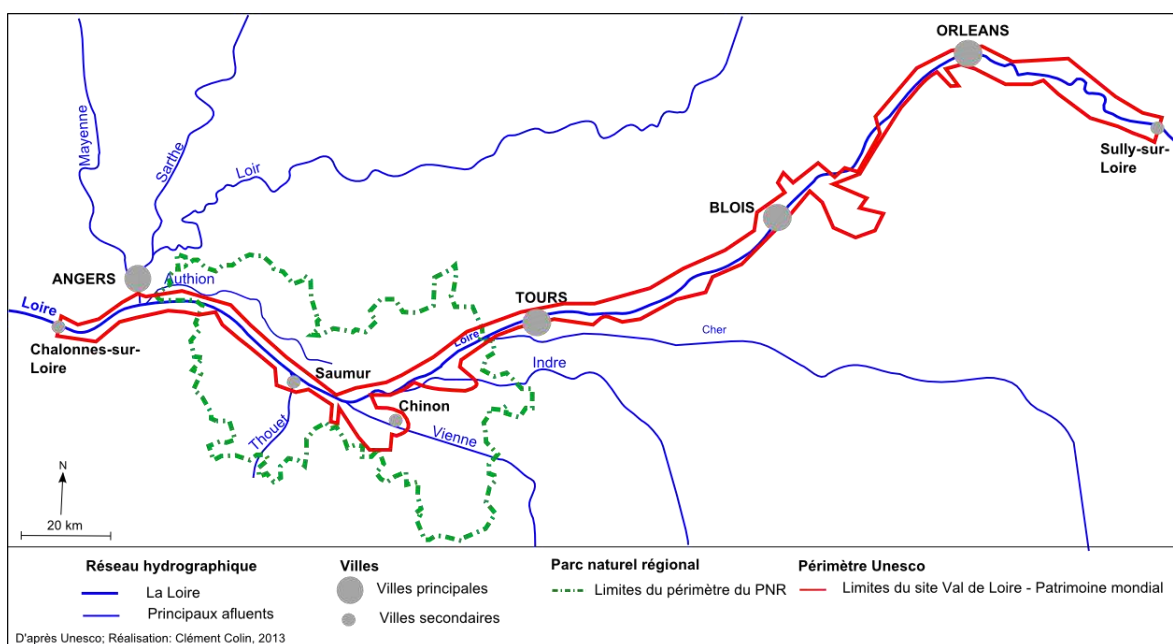 ORLEANS
Mayenne
Sarthe
Loir
Sully-sur-
Loire
BLOIS
ANGERS
Authion
Loire
TOURS
Loire
Cher
Chalonnes-sur-
Loire
Indre
Saumur
Chinon
Thouet
Vienne
N
20 km
Réseau hydrographique
La Loire
Principaux afluents
Villes
Villes principales
Villes secondaires
Parc naturel régional
Limites du périmètre du PNR
Périmètre Unesco
Limites du site Val de Loire - Patrimoine mondial
D'après Unesco; Réalisation: Clément Colin, 2013